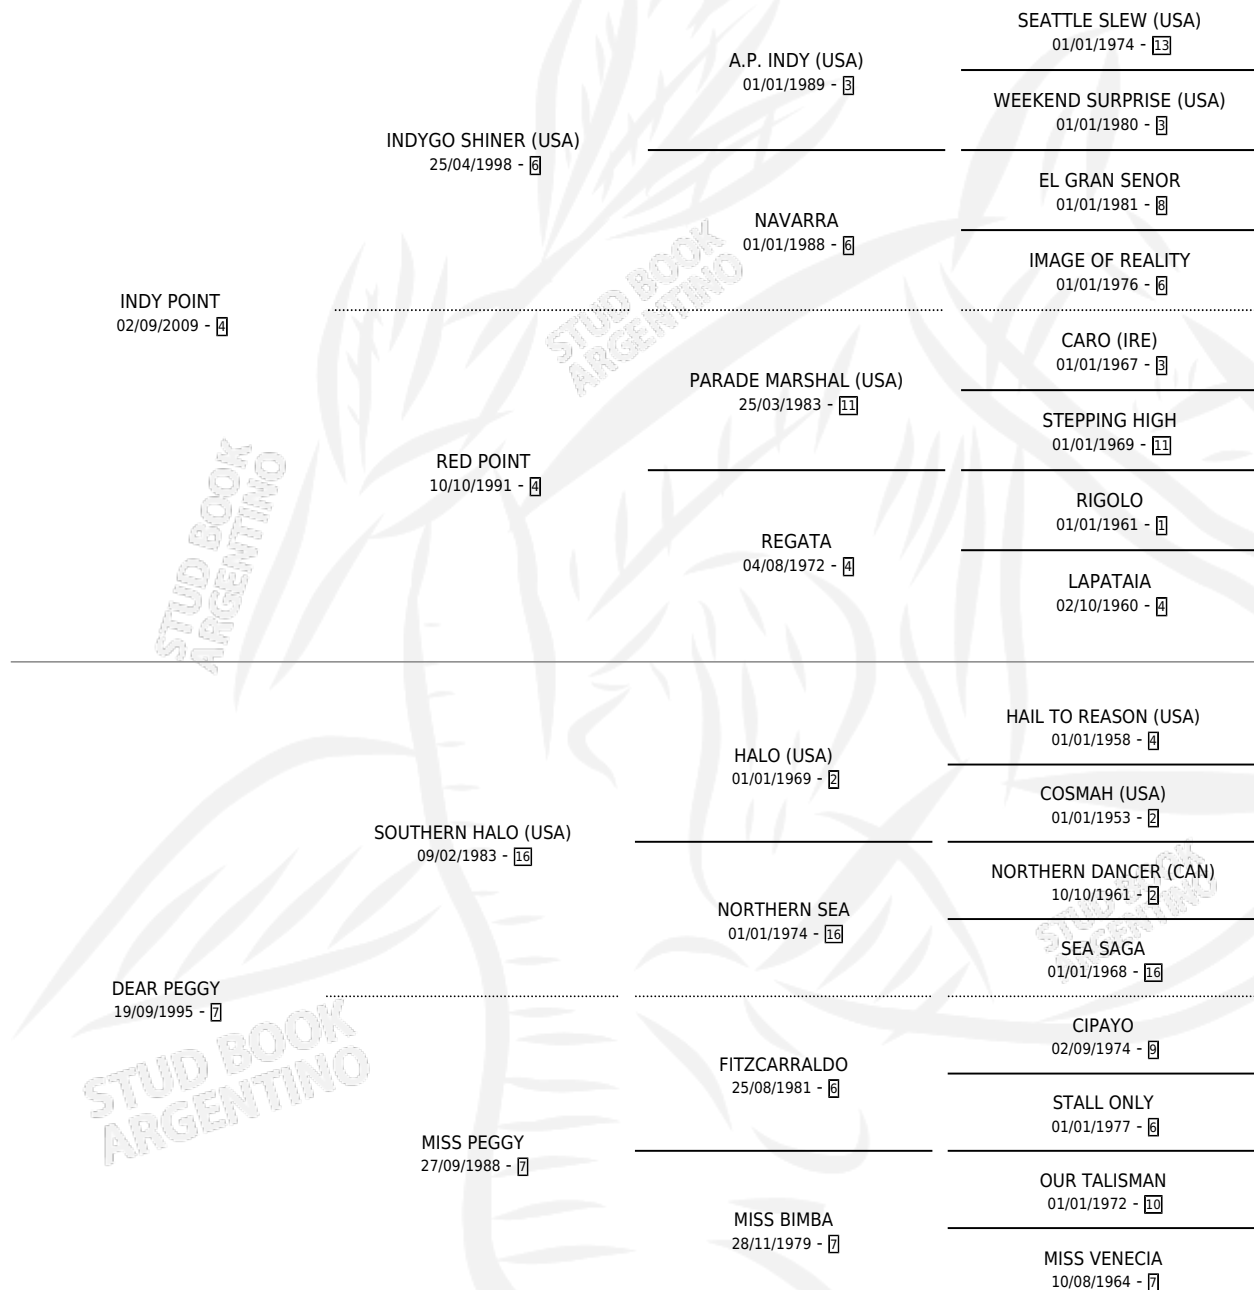 SEATTLE SLEW (USA)
01/01/1974 - 13
A.P. INDY (USA)
01/01/1989 - 3
WEEKEND SURPRISE (USA)
01/01/1980 - 3
INDYGO SHINER (USA)
25/04/1998 - 6
EL GRAN SENOR
01/01/1981 - 8
NAVARRA
01/01/1988 - 6
IMAGE OF REALITY
01/01/1976 - 6
INDY POINT
02/09/2009 - 4
CARO (IRE)
01/01/1967 - 3
PARADE MARSHAL (USA)
25/03/1983 - 11
STEPPING HIGH
01/01/1969 - 11
RED POINT
10/10/1991 - 4
RIGOLO
01/01/1961 - 1
REGATA
04/08/1972 - 4
LAPATAIA
02/10/1960 - 4
HAIL TO REASON (USA)
01/01/1958 - 4
HALO (USA)
01/01/1969 - 2
COSMAH (USA)
01/01/1953 - 2
SOUTHERN HALO (USA)
09/02/1983 - 16
NORTHERN DANCER (CAN)
10/10/1961 - 2
NORTHERN SEA
01/01/1974 - 16
SEA SAGA
01/01/1968 - 16
DEAR PEGGY
19/09/1995 - 7
CIPAYO
02/09/1974 - 9
FITZCARRALDO
25/08/1981 - 6
STALL ONLY
01/01/1977 - 6
MISS PEGGY
27/09/1988 - 7
OUR TALISMAN
01/01/1972 - 10
MISS BIMBA
28/11/1979 - 7
MISS VENECIA
10/08/1964 - 7
STUD BOOK
ARGENTINO
STUD BOOK
ARGENTINO
STUD BOOK
ARGENTINO
STUD BOOK
ARGENTINO